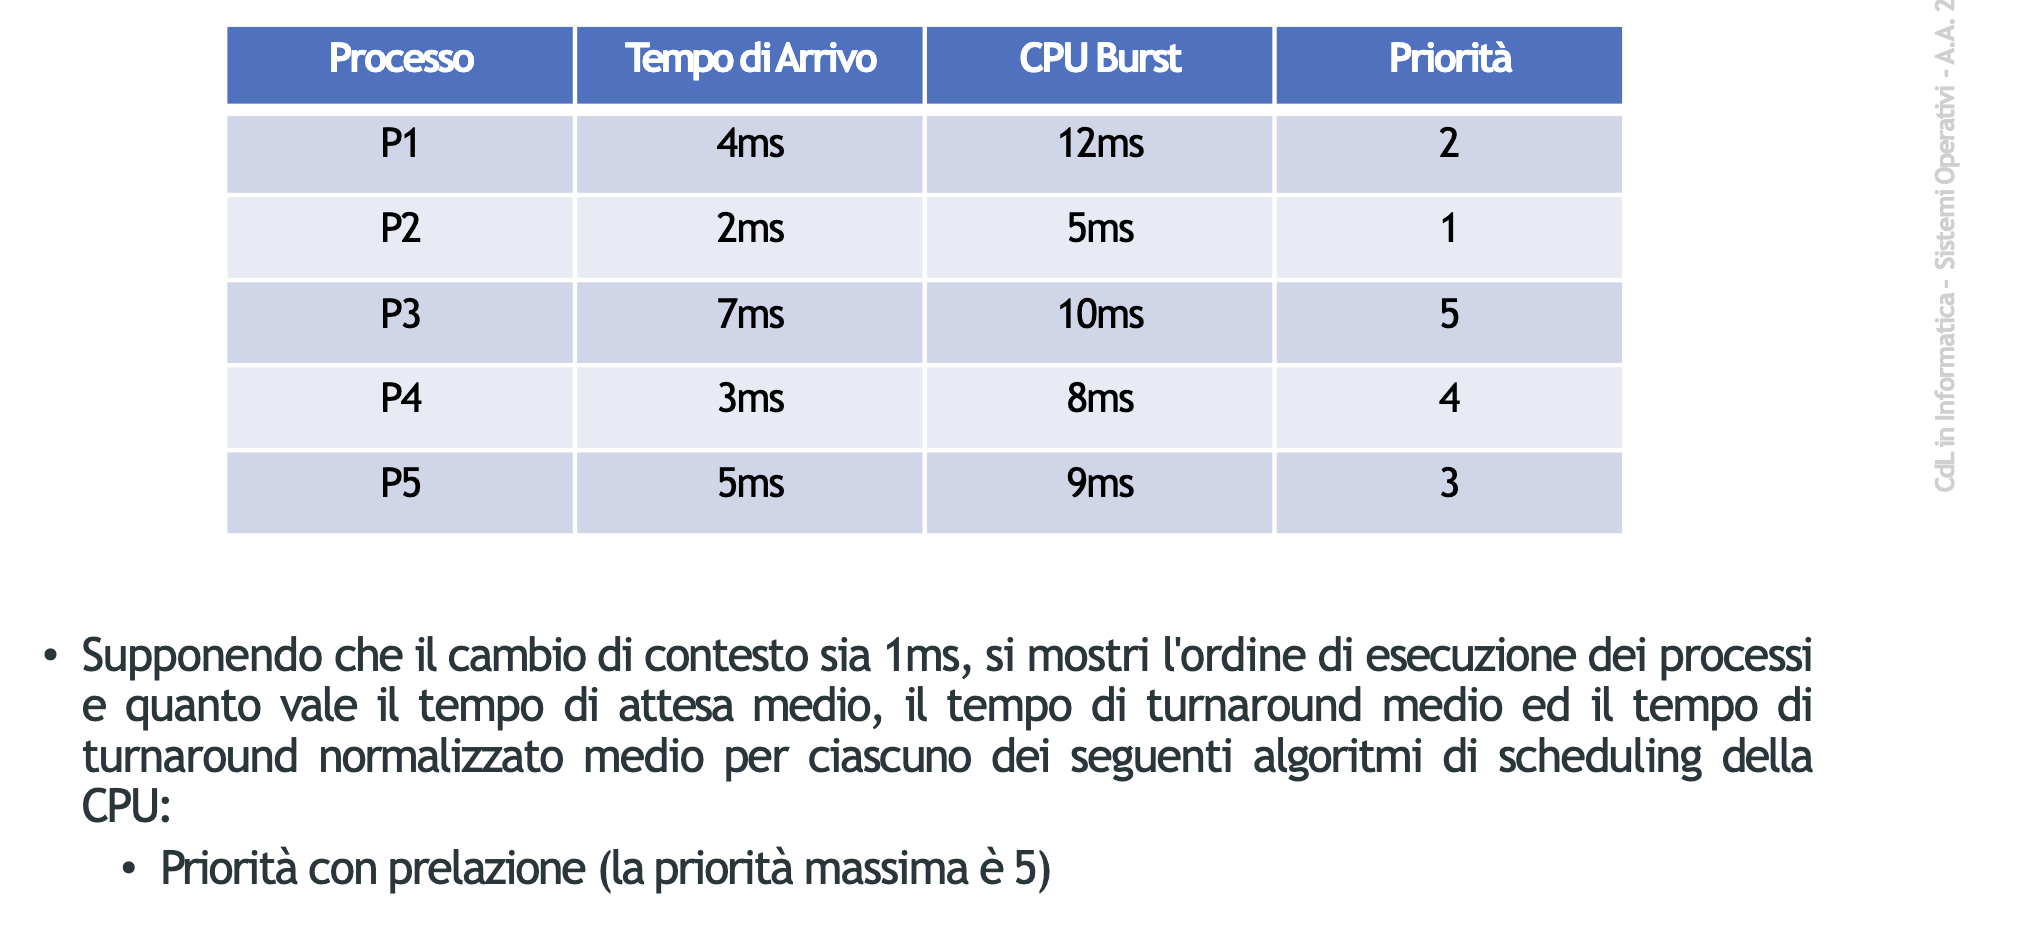 Processo Tempo di Arrivo CPU Burst Priorità
P1 4ms 12ms 2
P2 2ms 5ms 1
P3 7ms 10ms 5
P4 3ms 8ms 4
P5 5ms 9ms 3
• Supponendo che il cambio di contesto sia 1ms, si mostri l'ordine di esecuzione dei processi
e quanto vale il tempo di attesa medio, il tempo di turnaround medio ed il tempo di
turnaround normalizzato medio per ciascuno dei seguenti algoritmi di scheduling della
CPU:
• Priorità con prelazione (la priorità massima è 5)
CdL in Informatica - Sistemi Operativi - A.A. 2